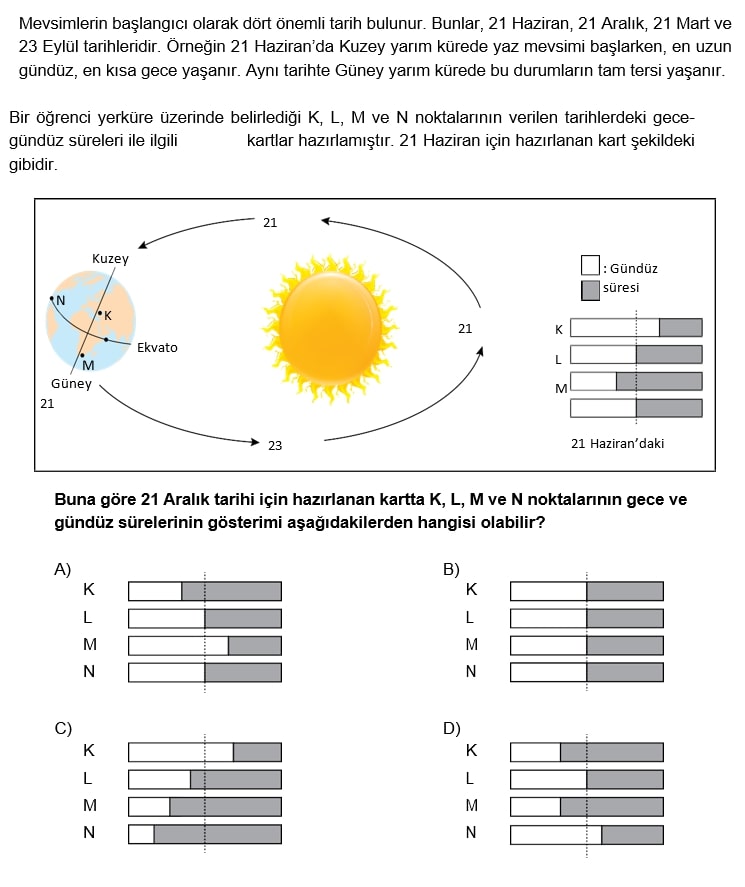 Mevsimlerin başlangıcı olarak dört önemli tarih bulunur. Bunlar, 21 Haziran, 21 Aralık, 21 Mart ve
23 Eylül tarihleridir. Örneğin 21 Haziran’da Kuzey yarım kürede yaz mevsimi başlarken, en uzun
gündüz, en kısa gece yaşanır. Aynı tarihte Güney yarım kürede bu durumların tam tersi yaşanır.
Bir öğrenci yerküre üzerinde belirlediği K, L, M ve N noktalarının verilen tarihlerdeki gece-
gündüz süreleri ile ilgili kartlar hazırlamıştır. 21 Haziran için hazırlanan kart şekildeki
gibidir.
21
Kuzey
N
K
Ekvato
M
Güney
21
23
21
: Gündüz
süresi
K
L
M
21 Haziran’daki
Buna göre 21 Aralık tarihi için hazırlanan kartta K, L, M ve N noktalarının gece ve
gündüz sürelerinin gösterimi aşağıdakilerden hangisi olabilir?
A)
K
L
M
N
B)
K
L
M
N
C)
K
L
M
N
D)
K
L
M
N